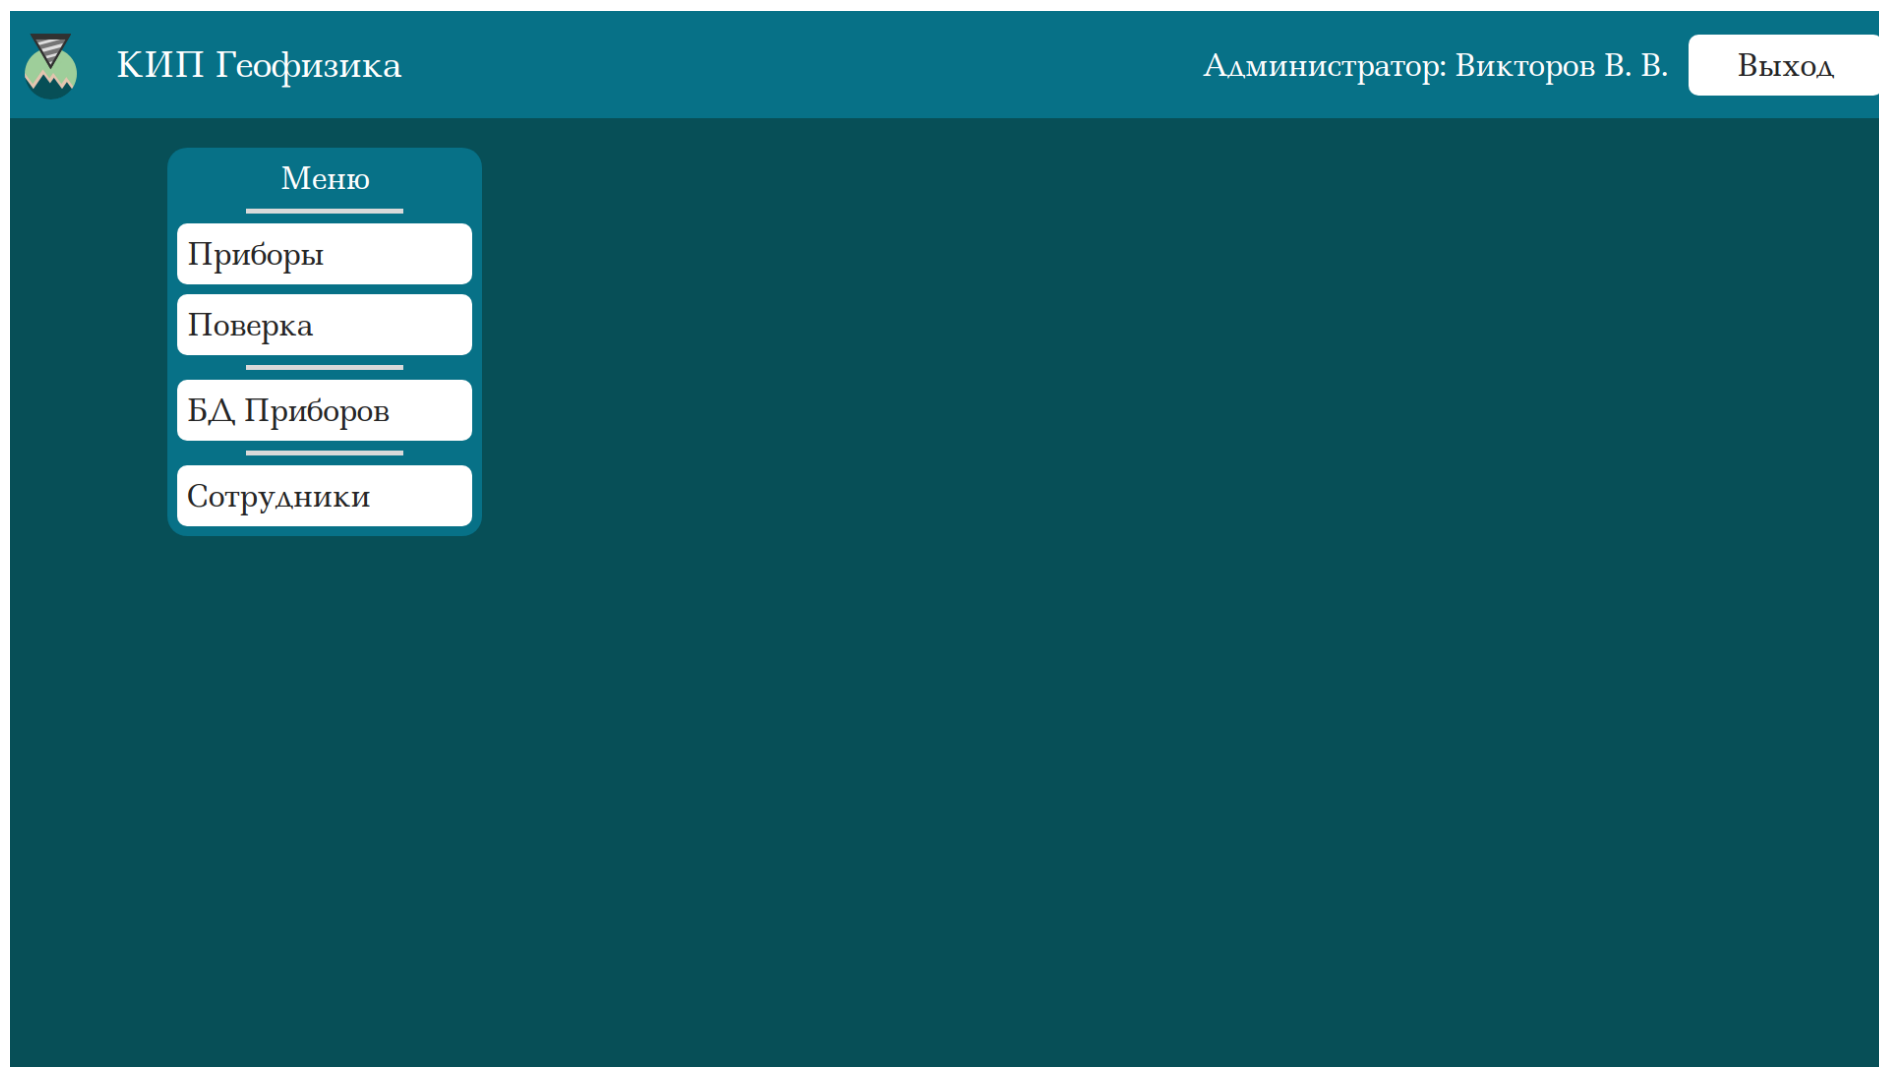 КИП Геофизика
Администратор: Викторов В. В.
Выход
Меню
Приборы
Поверка
БД Приборов
Сотрудники